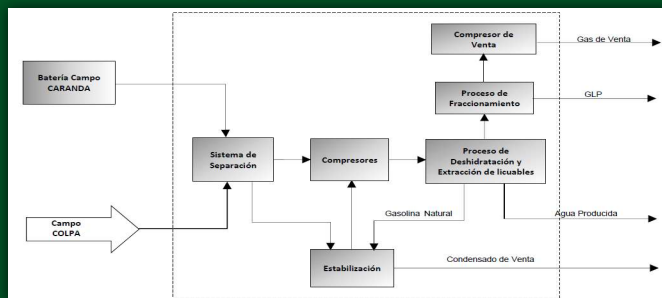 Compresor de
Venta
Gas de Venta
Batería Campo
CARANDA
Proceso de
Fraccionamiento
GLP
Sistema de
Separación
Compresores
Proceso de
Deshidratación y
Extracción de licuables
Campo
COLPA
Gasolina Natural
Agua Producida
Estabilización
Condensado de Venta